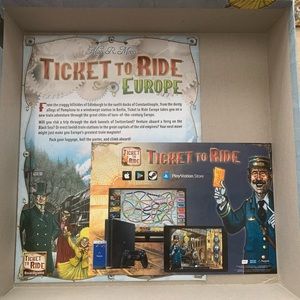 Alan R. Moon
TICKET TO RIDE
EUROPE
From the craggy hillsides of Edinburgh to the sunlit docks of Constantinople, from the dusty
alleys of Pamplona to a windswept station in Berlin, Ticket to Ride Europe takes you on a
new train adventure through the great cities of turn-of-the-century Europe.
Will you risk a trip through the dark tunnels of Switzerland? Venture aboard a ferry on the
Black Sea? Or erect lavish train stations in the great capitals of the old empires? Your next move
might just make you Europe's greatest train magnate!
Pack your luggage, hail the porter, and climb aboard!
TICKET TO RIDE
TICKET TO RIDE
PlayStation Store
TICKET TO RIDE